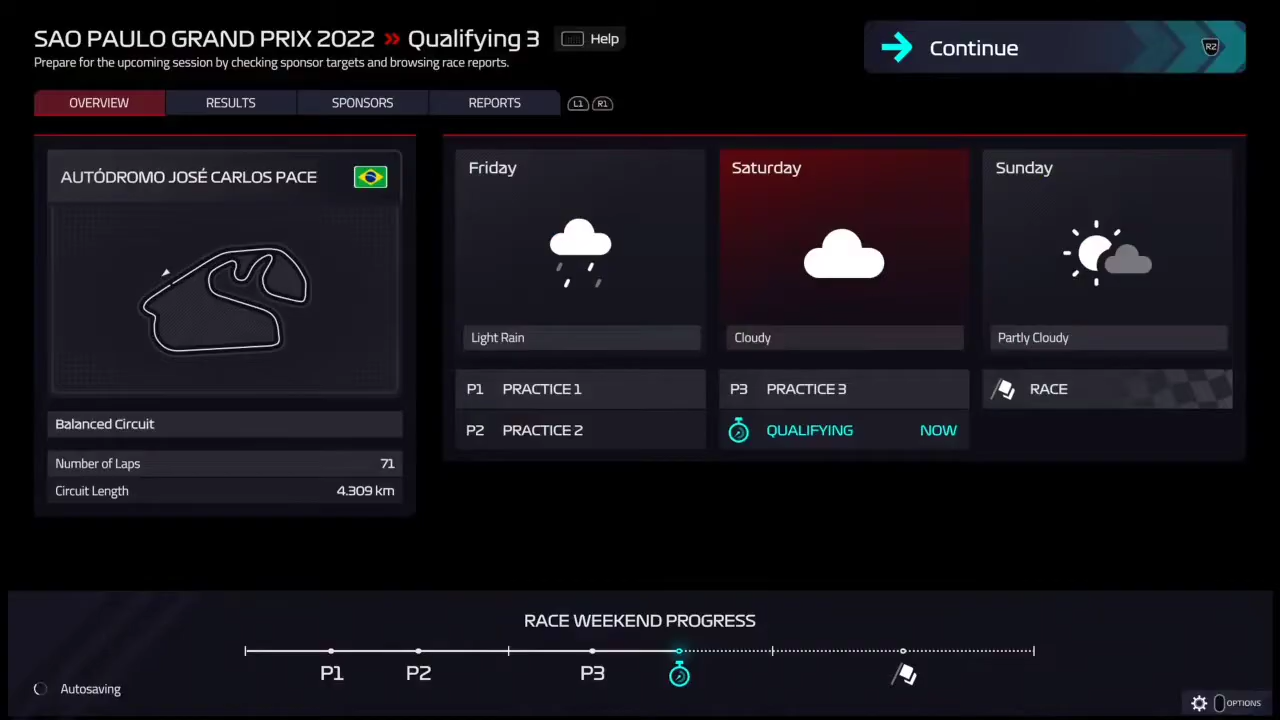 SAO PAULO GRAND PRIX 2022 » Qualifying 3
Help
Prepare for the upcoming session by checking sponsor targets and browsing race reports.
Continue
R2
OVERVIEW
RESULTS
SPONSORS
REPORTS
L1
R1
AUTÓDROMO JOSÉ CARLOS PACE
Balanced Circuit
Number of Laps 71
Circuit Length 4.309 km
Friday
Light Rain
P1 PRACTICE 1
P2 PRACTICE 2
Saturday
Cloudy
P3 PRACTICE 3
QUALIFYING NOW
Sunday
Partly Cloudy
RACE
RACE WEEKEND PROGRESS
P1
P2
P3
Autosaving
OPTIONS